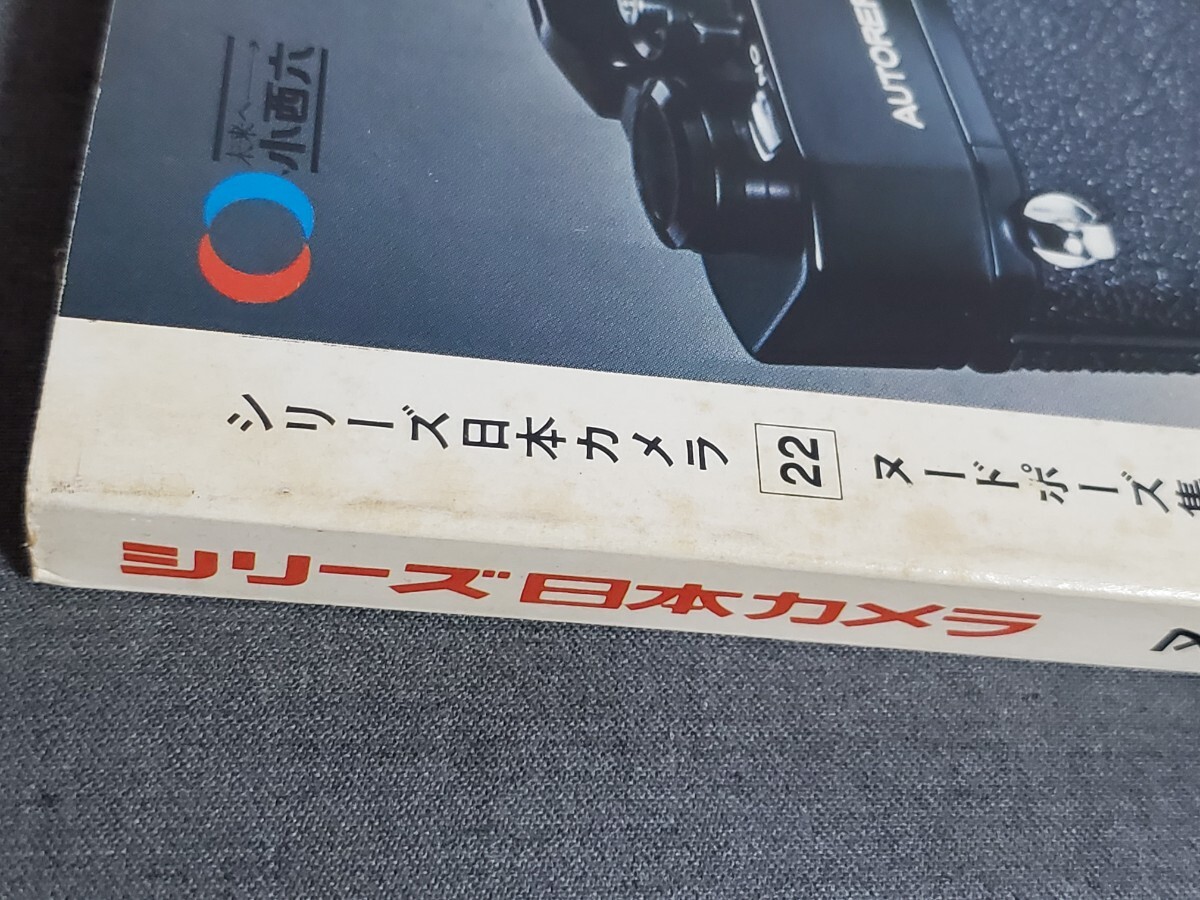 未来へ
小西六
AUTORE
シリーズ日本カメラ 22 ヌードポーズ集
シリーズ日本カメラ